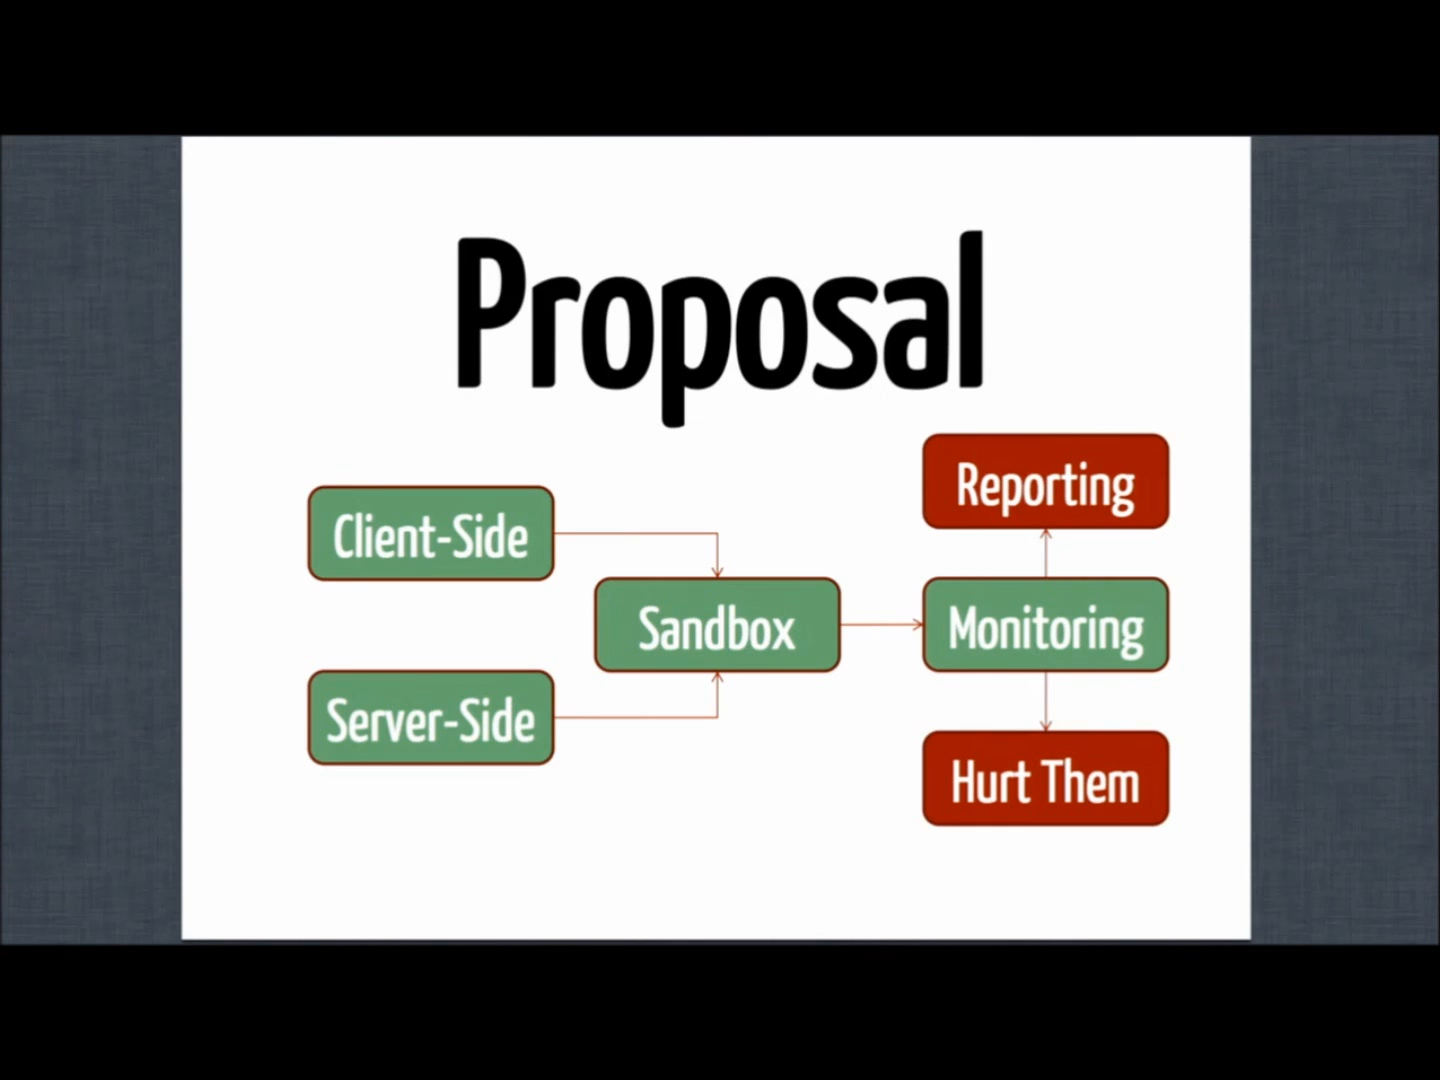 Proposal
Reporting
Client-Side
Sandbox
Monitoring
Server-Side
Hurt Them